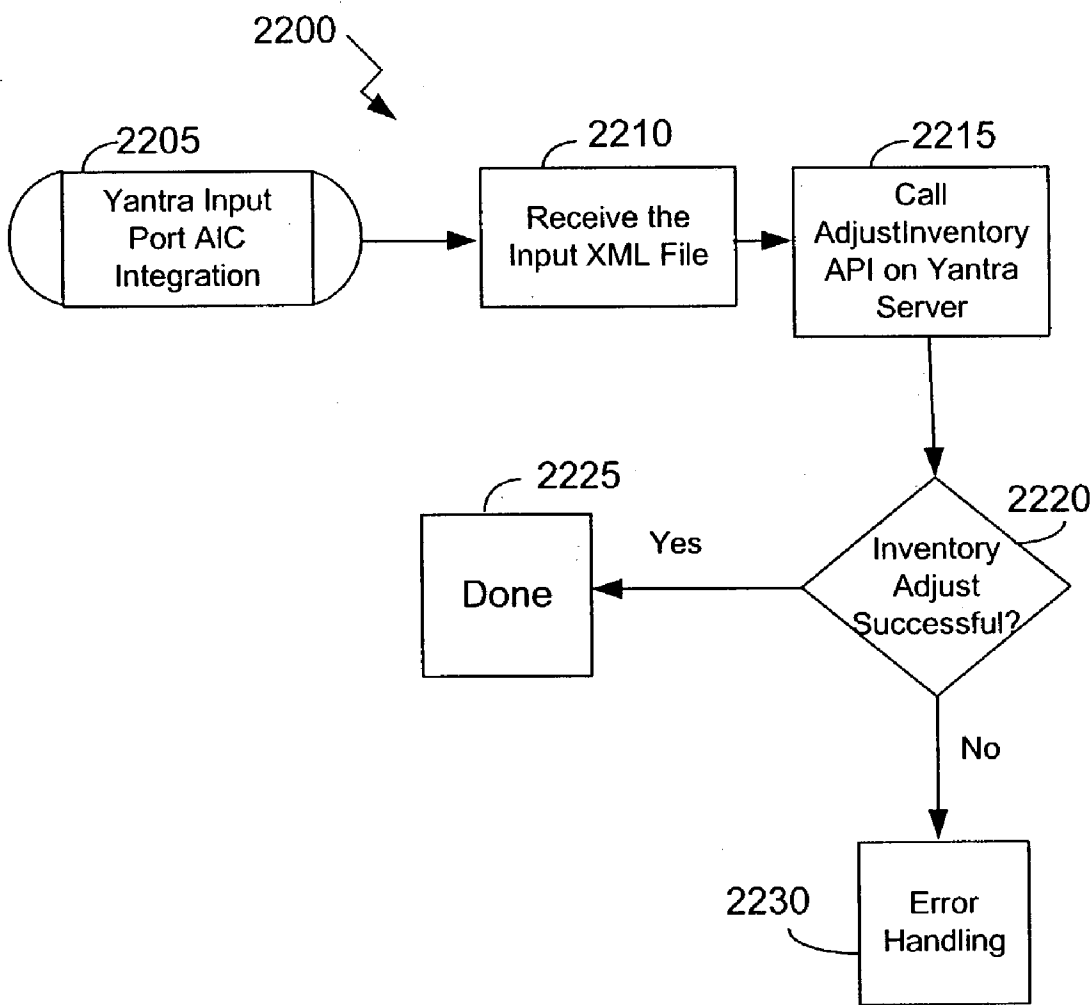 2200
2205
Yantra Input
Port AIC
Integration
2210
Receive the
Input XML File
2215
Call
AdjustInventory
API on Yantra
Server
2220
Inventory
Adjust
Successful?
Yes
2225
Done
No
2230
Error
Handling